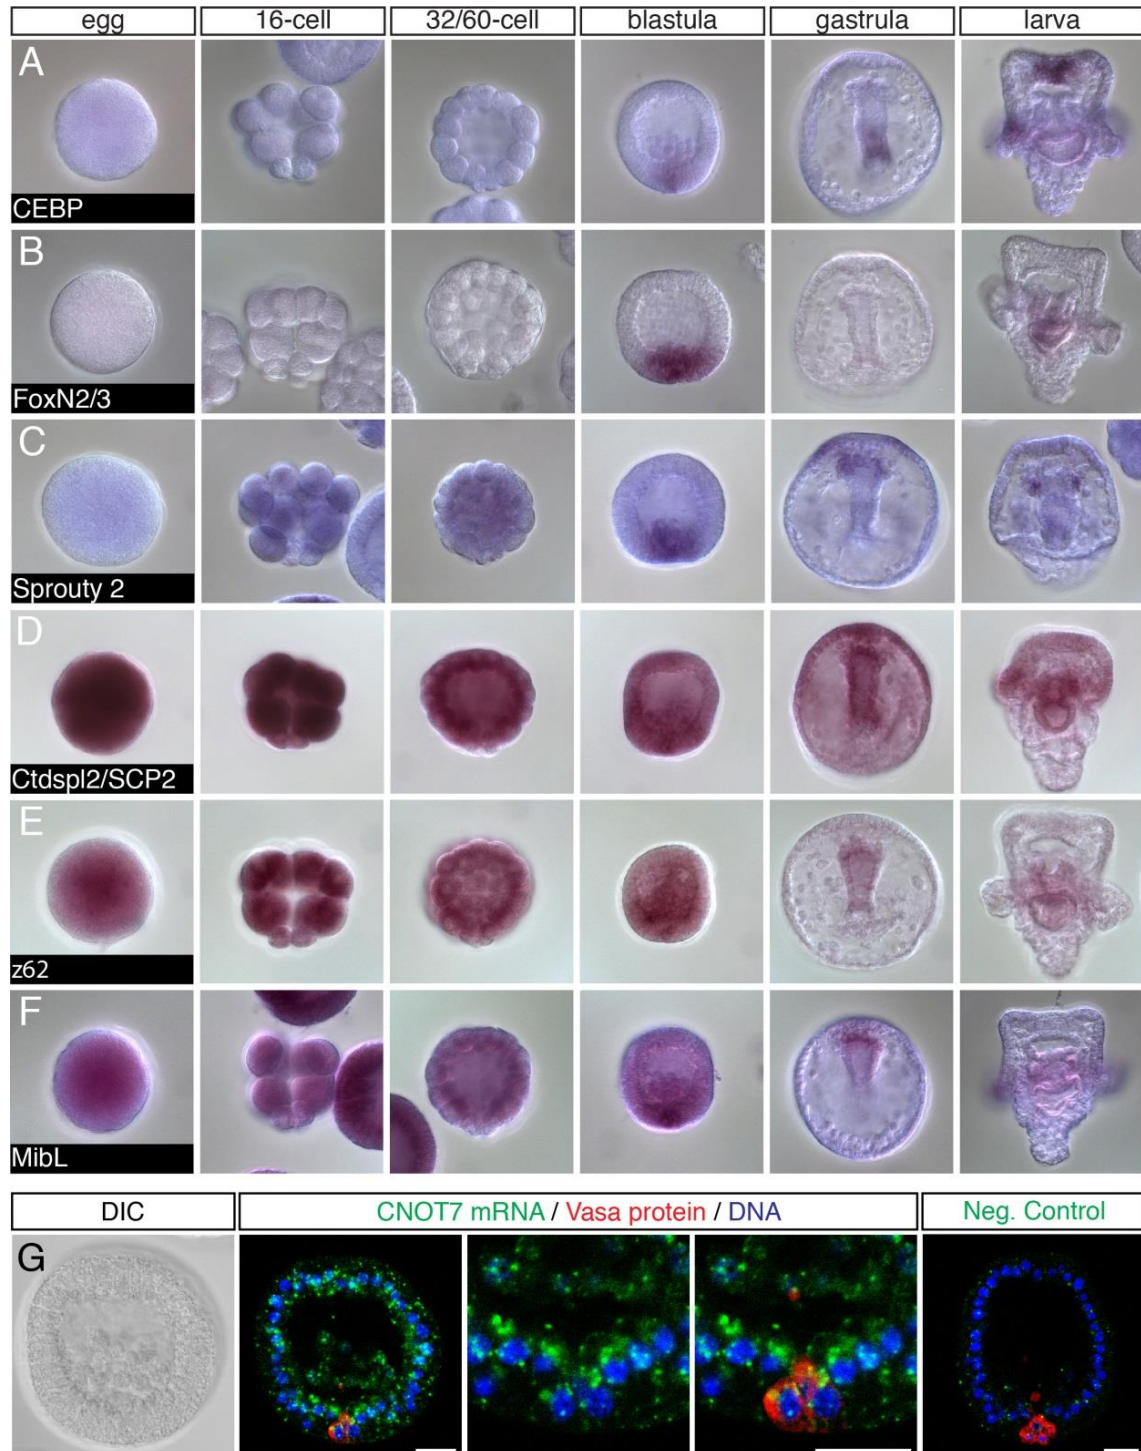 egg 16-cell 32/60-cell blastula gastrula larva
A
CEBP
B
FoxN2/3
C
Sprouty 2
D
Ctdspl2/SCP2
E
z62
F
MibL
DIC CNOT7 mRNA / Vasa protein / DNA Neg. Control
G